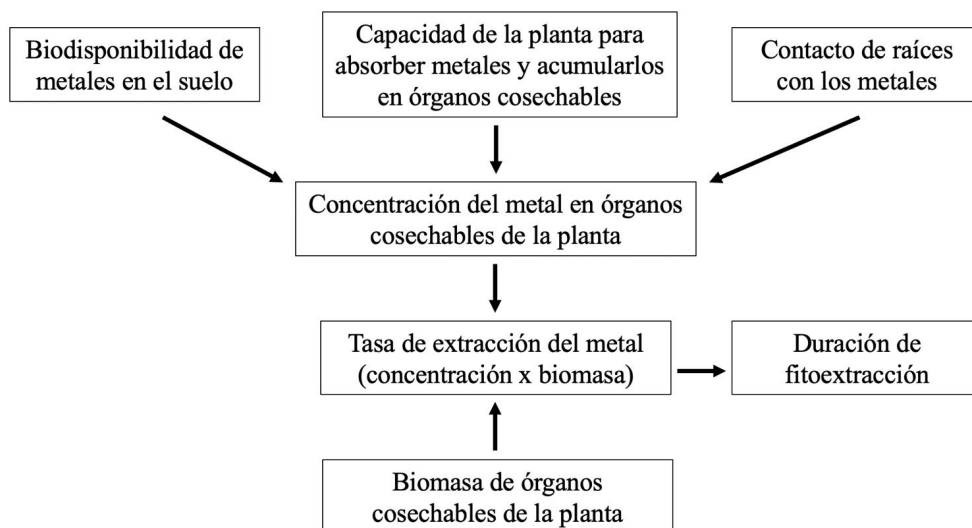 Biodisponibilidad de
metales en el suelo
Capacidad de la planta para
absorber metales y acumularlos
en órganos cosechables
Contacto de raíces
con los metales
Concentración del metal en órganos
cosechables de la planta
Tasa de extracción del metal
(concentración x biomasa)
Duración de
fitoextracción
Biomasa de órganos
cosechables de la planta